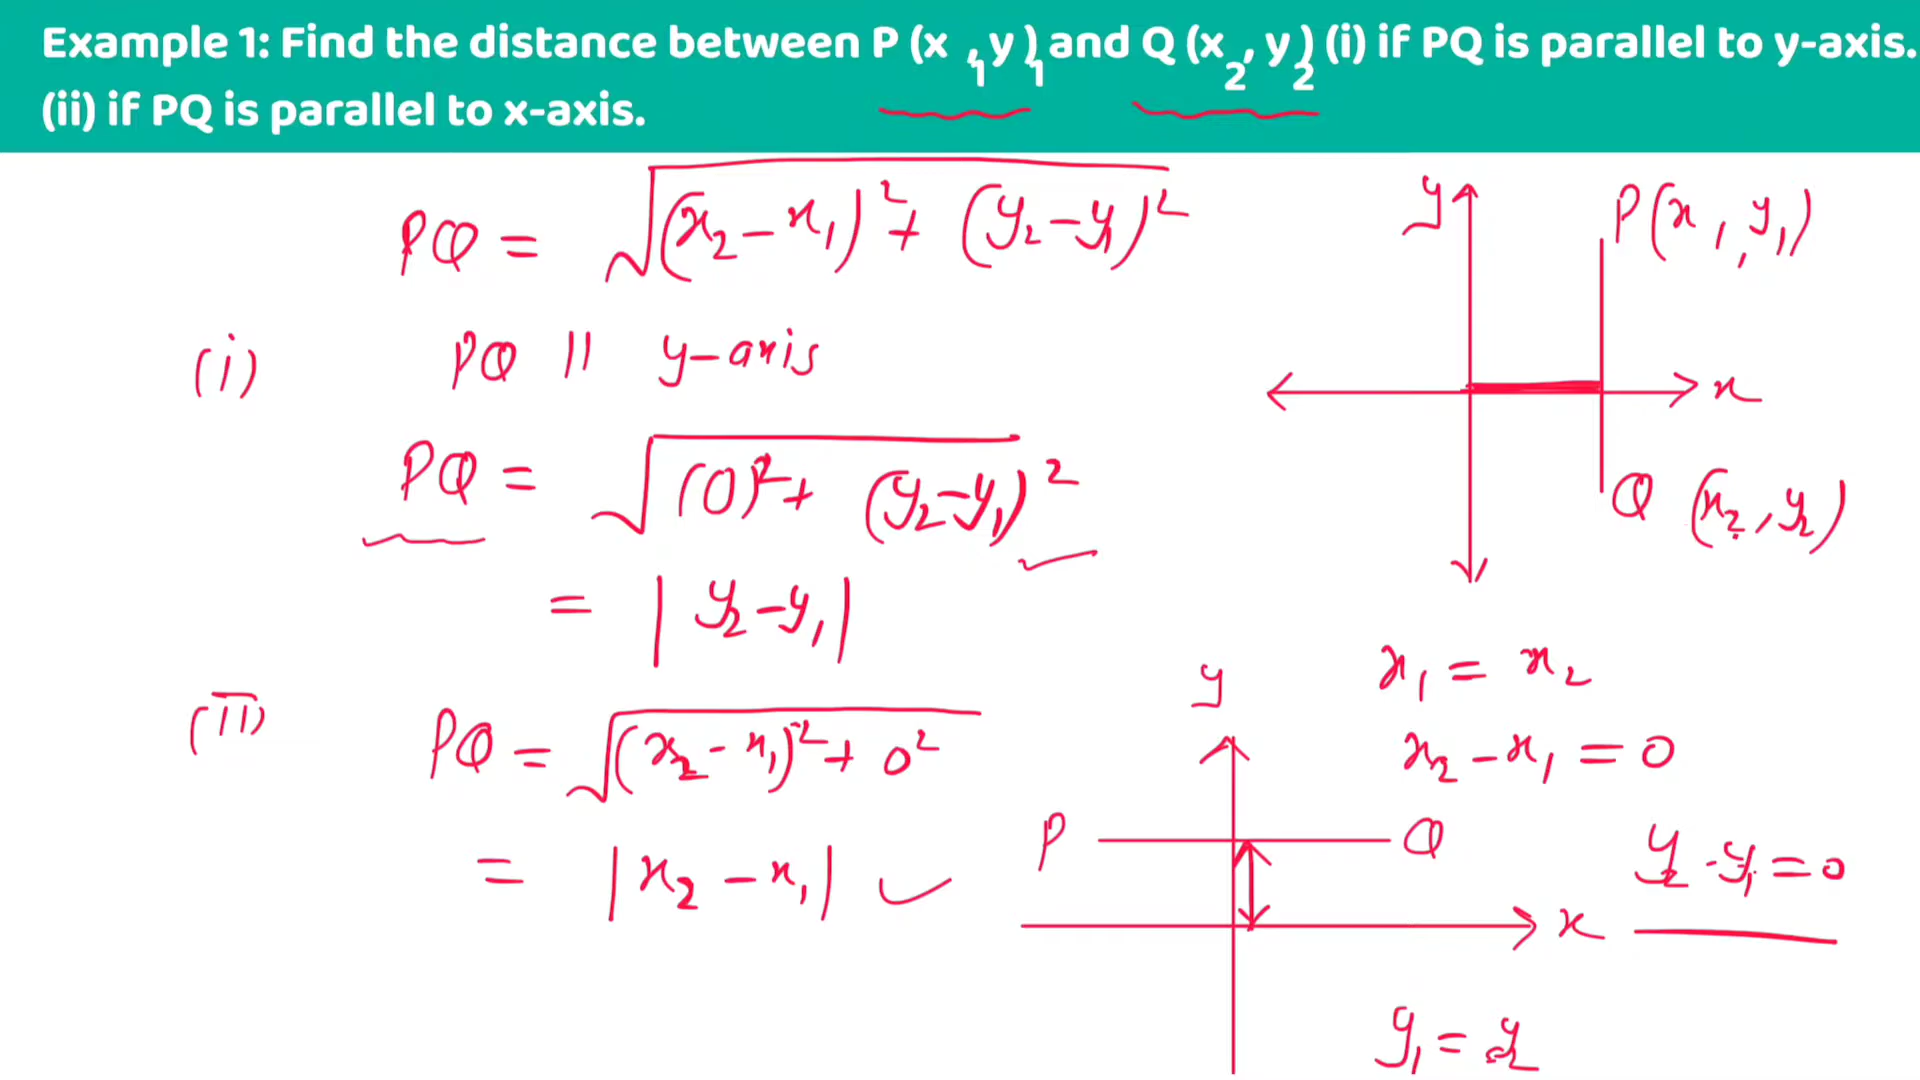 Example 1: Find the distance between P (x₁, y₁) and Q (x₂, y₂) (i) if PQ is parallel to y-axis.
(ii) if PQ is parallel to x-axis.
PQ = √((x₂ - x₁)² + (y₂ - y₁)²)
(i) PQ || y-axis
PQ = √((0)² + (y₂ - y₁)²)
= |y₂ - y₁|
(ii) PQ = √((x₂ - x₁)² + 0²)
= |x₂ - x₁| ✓
y
P(x₁, y₁)
x
Q (x₂, y₂)
x₁ = x₂
x₂ - x₁ = 0
y
P
Q
x
y₂ - y₁ = 0
y₁ = y₂